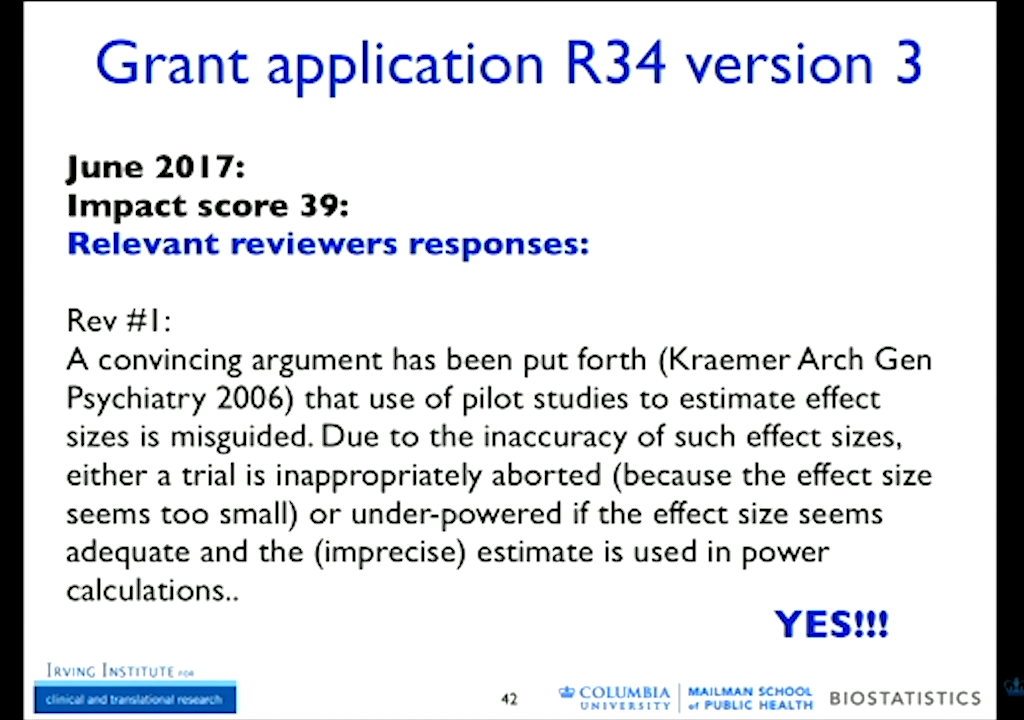 Grant application R34 version 3
June 2017:
Impact score 39:
Relevant reviewers responses:
Rev #1:
A convincing argument has been put forth (Kraemer Arch Gen
Psychiatry 2006) that use of pilot studies to estimate effect
sizes is misguided. Due to the inaccuracy of such effect sizes,
either a trial is inappropriately aborted (because the effect size
seems too small) or under-powered if the effect size seems
adequate and the (imprecise) estimate is used in power
calculations..
YES!!!
IRVING INSTITUTE FOR
clinical and translational research
42
COLUMBIA
UNIVERSITY
MAILMAN SCHOOL
of PUBLIC HEALTH
BIOSTATISTICS